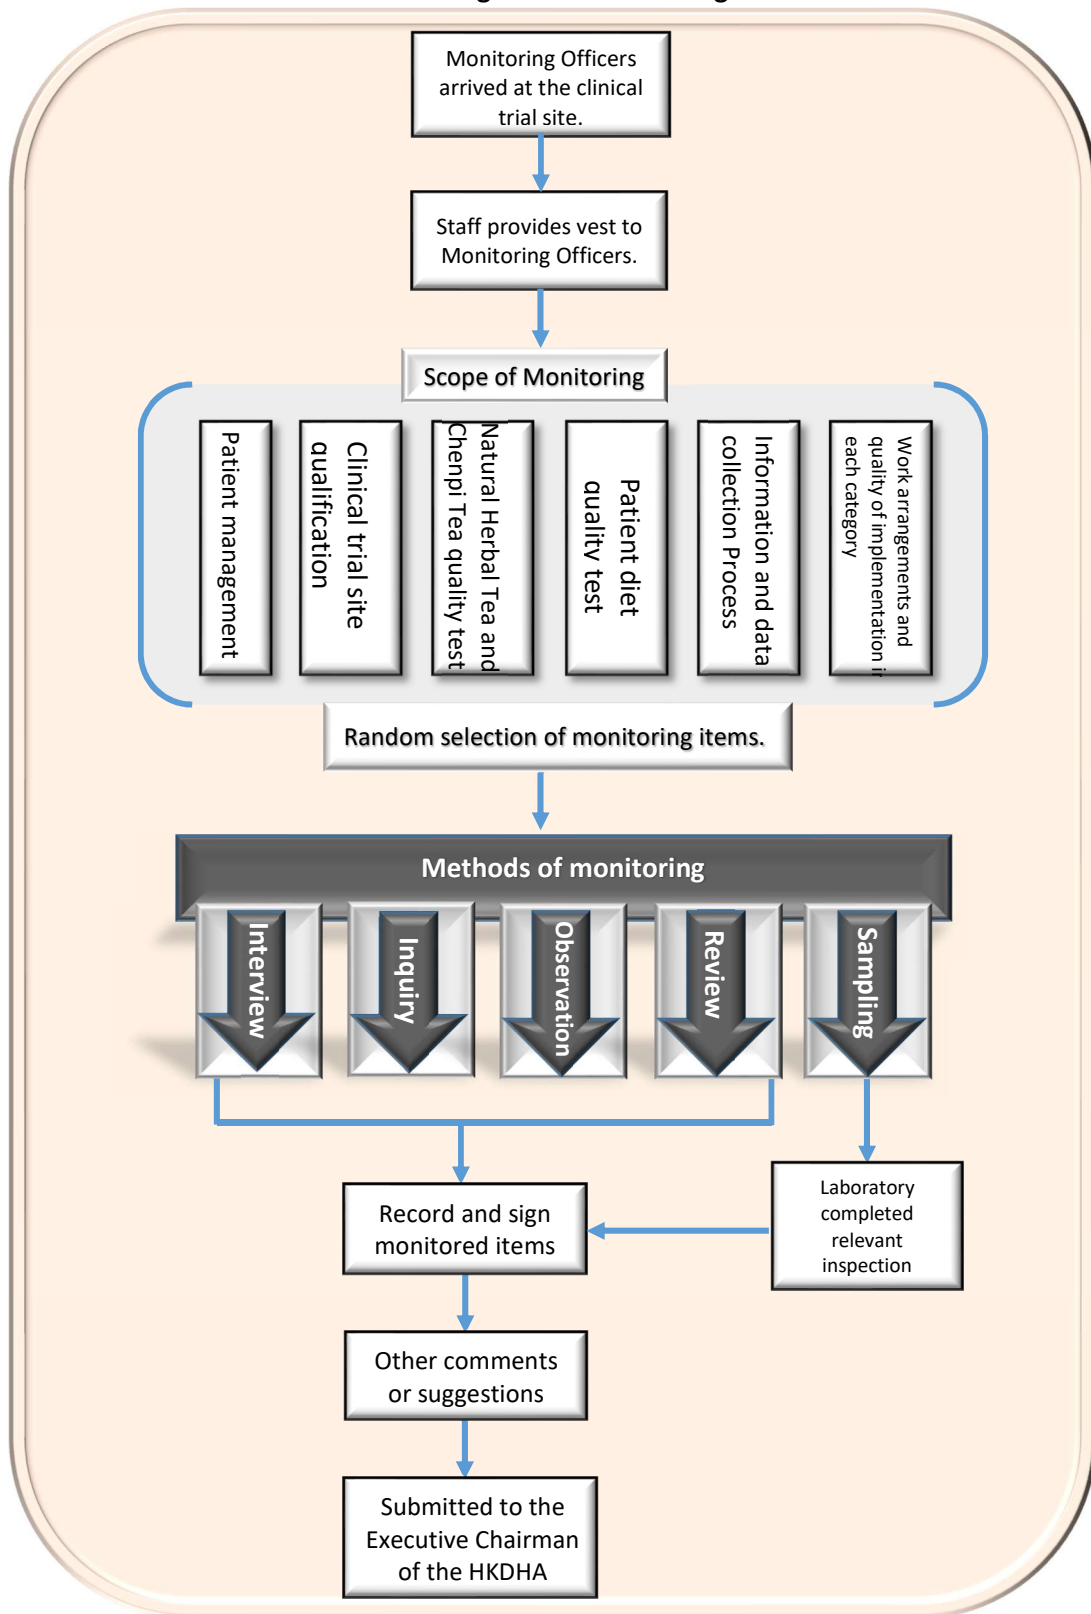 Monitoring Officers
arrived at the clinical
trial site.
Staff provides vest to
Monitoring Officers.
Scope of Monitoring
Patient management
Clinical trial site
qualification
Natural Herbal Tea and
Chenpi Tea quality test
Patient diet
quality test
Information and data
collection Process
Work arrangements and
quality of implementation i
each category
Random selection of monitoring items.
Methods of monitoring
Interview
Inquiry
Observation
Review
Sampling
Laboratory
completed
relevant
inspection
Record and sign
monitored items
Other comments
or suggestions
Submitted to the
Executive Chairman
of the HKDHA